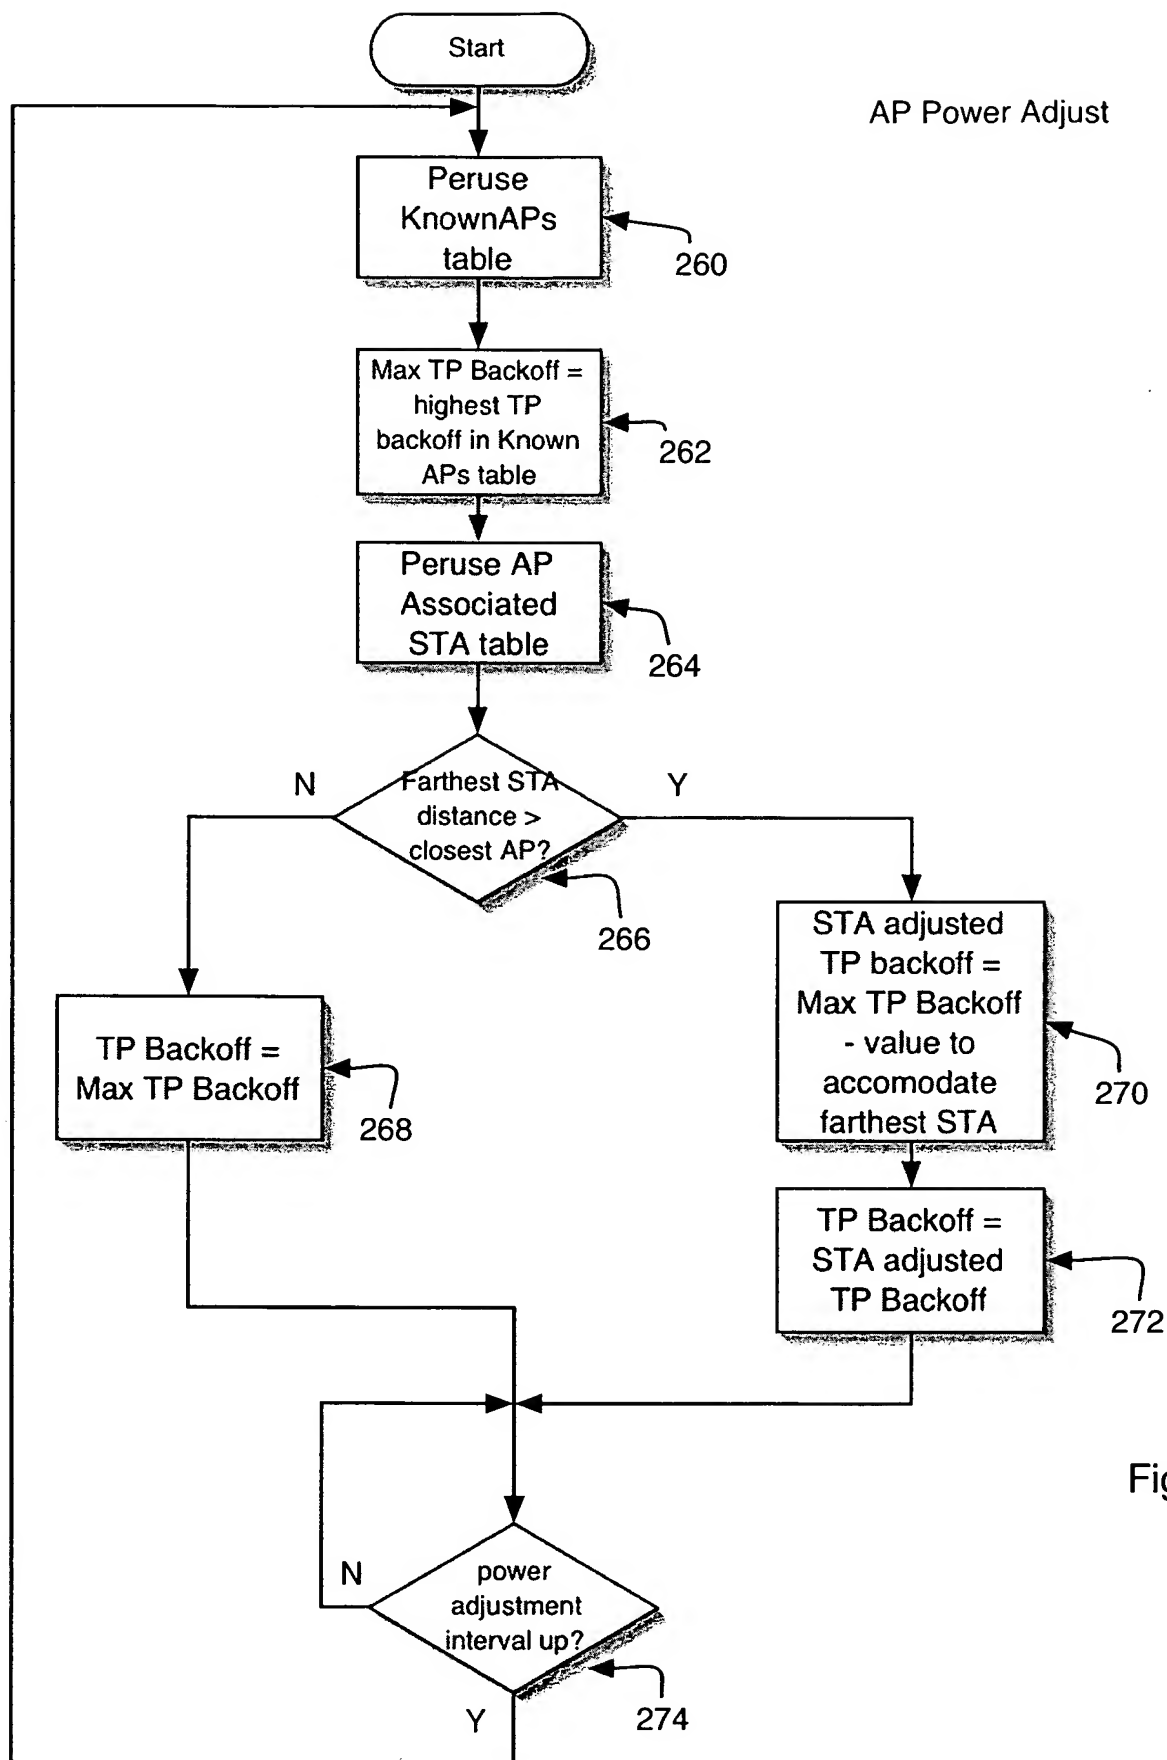 Start
AP Power Adjust
Peruse
KnownAPs
table
260
Max TP Backoff =
highest TP
backoff in Known
APs table
262
Peruse AP
Associated
STA table
264
N
Farthest STA
distance >
closest AP?
Y
266
STA adjusted
TP backoff =
Max TP Backoff
- value to
accomodate
farthest STA
270
TP Backoff =
Max TP Backoff
268
TP Backoff =
STA adjusted
TP Backoff
272
N
power
adjustment
interval up?
274
Y